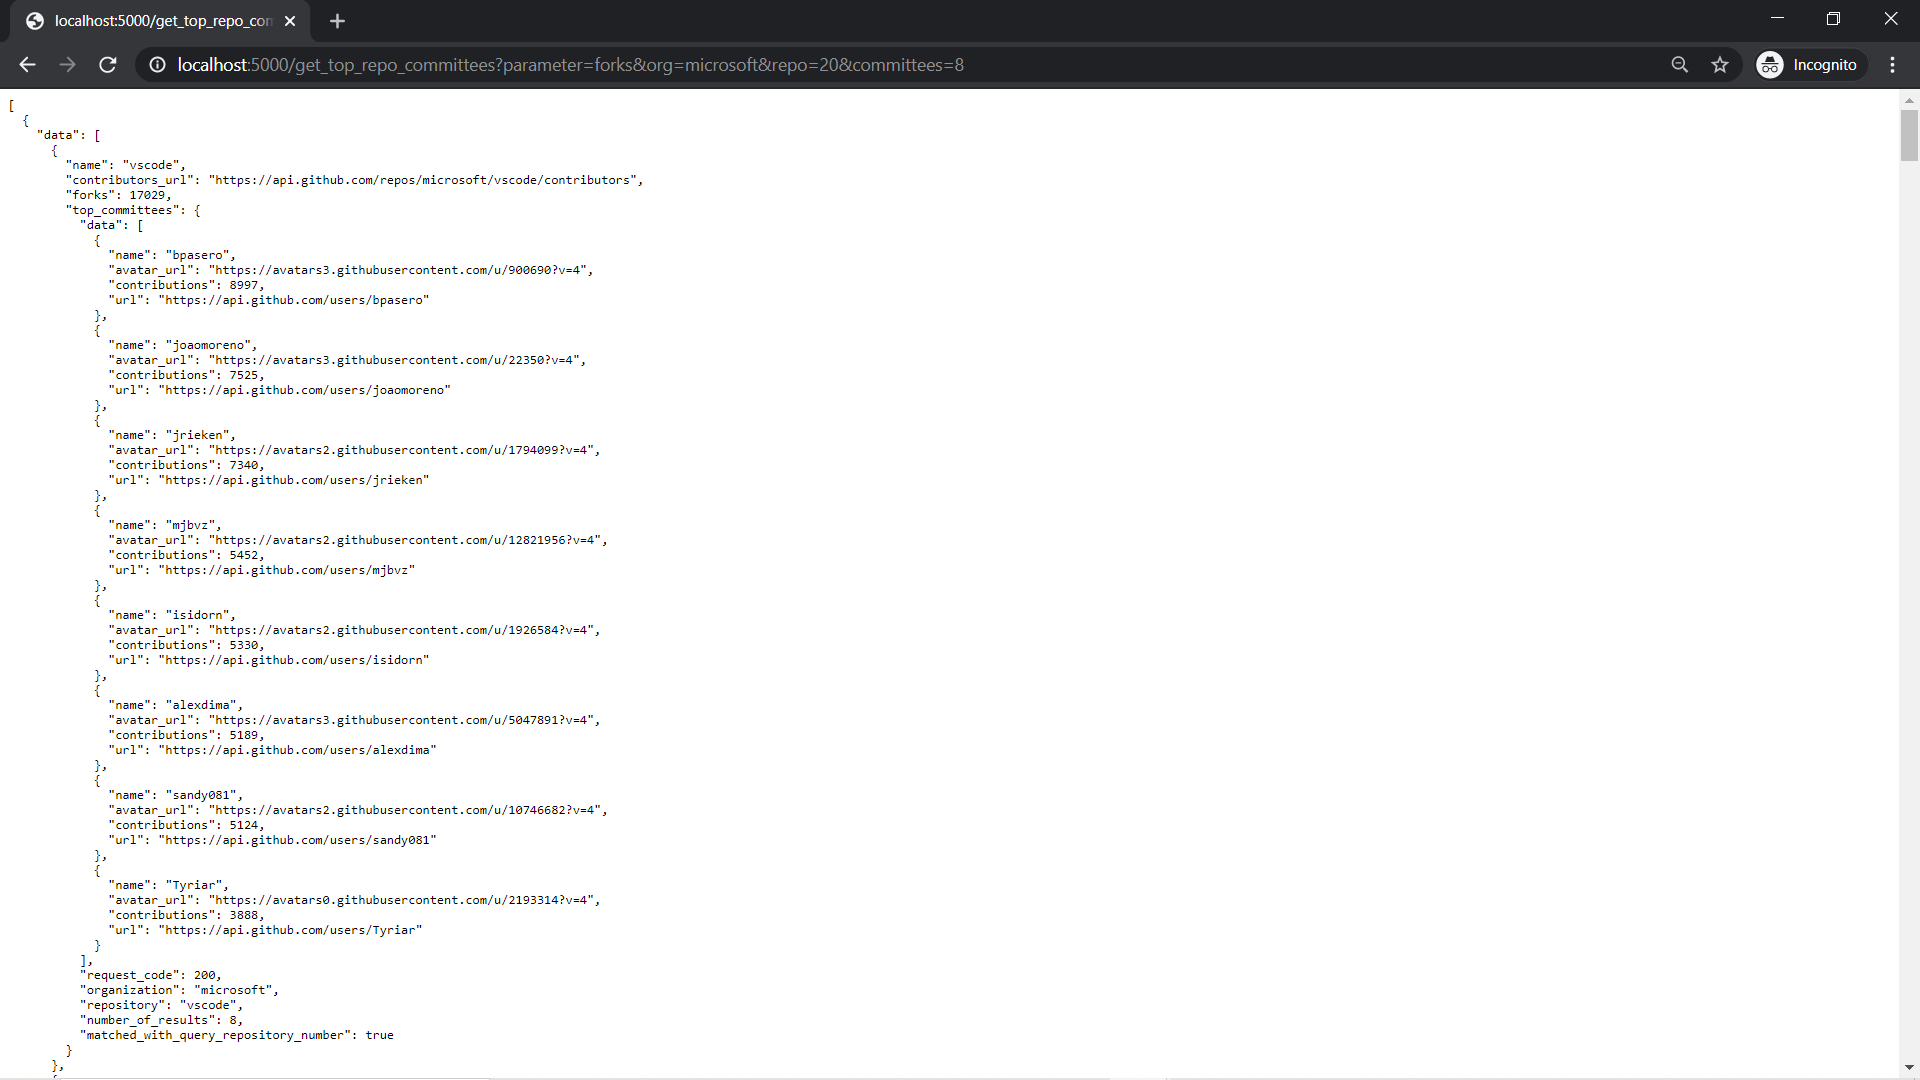 localhost:5000/get_top_repo_con
localhost:5000/get_top_repo_committees?parameter=forks&org=microsoft&repo=20&committees=8
Incognito
[
  {
    "data": [
      {
        "name": "vscode",
        "contributors_url": "https://api.github.com/repos/microsoft/vscode/contributors",
        "forks": 17029,
        "top_committees": {
          "data": [
            {
              "name": "bpasero",
              "avatar_url": "https://avatars3.githubusercontent.com/u/900690?v=4",
              "contributions": 8997,
              "url": "https://api.github.com/users/bpasero"
            },
            {
              "name": "joaomoreno",
              "avatar_url": "https://avatars3.githubusercontent.com/u/22350?v=4",
              "contributions": 7525,
              "url": "https://api.github.com/users/joaomoreno"
            },
            {
              "name": "jrieken",
              "avatar_url": "https://avatars2.githubusercontent.com/u/1794099?v=4",
              "contributions": 7340,
              "url": "https://api.github.com/users/jrieken"
            },
            {
              "name": "mjbvz",
              "avatar_url": "https://avatars2.githubusercontent.com/u/12821956?v=4",
              "contributions": 5452,
              "url": "https://api.github.com/users/mjbvz"
            },
            {
              "name": "isidorn",
              "avatar_url": "https://avatars2.githubusercontent.com/u/1926584?v=4",
              "contributions": 5330,
              "url": "https://api.github.com/users/isidorn"
            },
            {
              "name": "alexdima",
              "avatar_url": "https://avatars3.githubusercontent.com/u/5047891?v=4",
              "contributions": 5189,
              "url": "https://api.github.com/users/alexdima"
            },
            {
              "name": "sandy081",
              "avatar_url": "https://avatars2.githubusercontent.com/u/10746682?v=4",
              "contributions": 5124,
              "url": "https://api.github.com/users/sandy081"
            },
            {
              "name": "Tyriar",
              "avatar_url": "https://avatars0.githubusercontent.com/u/2193314?v=4",
              "contributions": 3888,
              "url": "https://api.github.com/users/Tyriar"
            }
          ],
          "request_code": 200,
          "organization": "microsoft",
          "repository": "vscode",
          "number_of_results": 8,
          "matched_with_query_repository_number": true
        }
      },